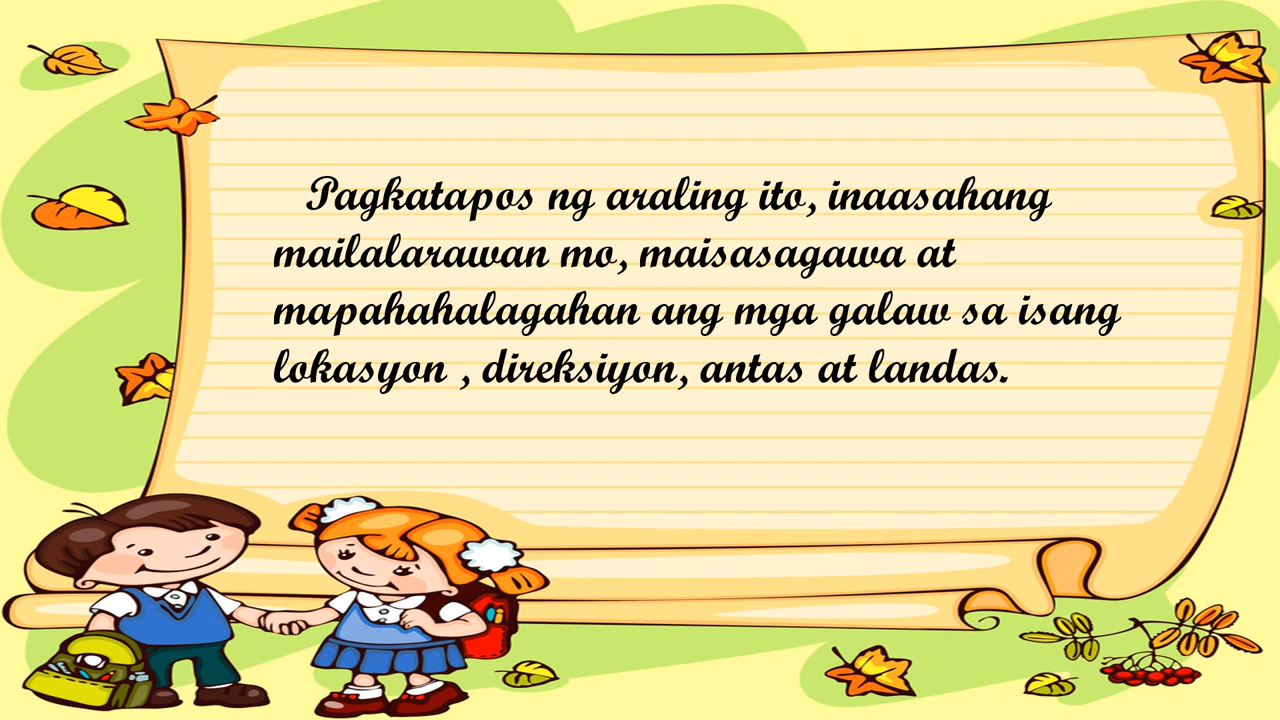 Pagkatapos ng araling ito, inaasahang
mailalarawan mo, maisasagawa at
mapahahalagahan ang mga galaw sa isang
lokasyon , direksiyon, antas at landas.